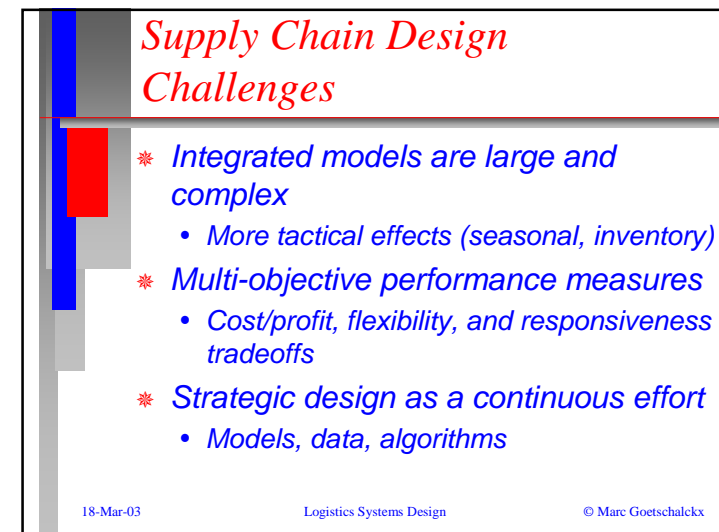 Supply Chain Design
Challenges
Integrated models are large and
complex
• More tactical effects (seasonal, inventory)
Multi-objective performance measures
• Cost/profit, flexibility, and responsiveness
tradeoffs
Strategic design as a continuous effort
• Models, data, algorithms
18-Mar-03 Logistics Systems Design © Marc Goetschalckx